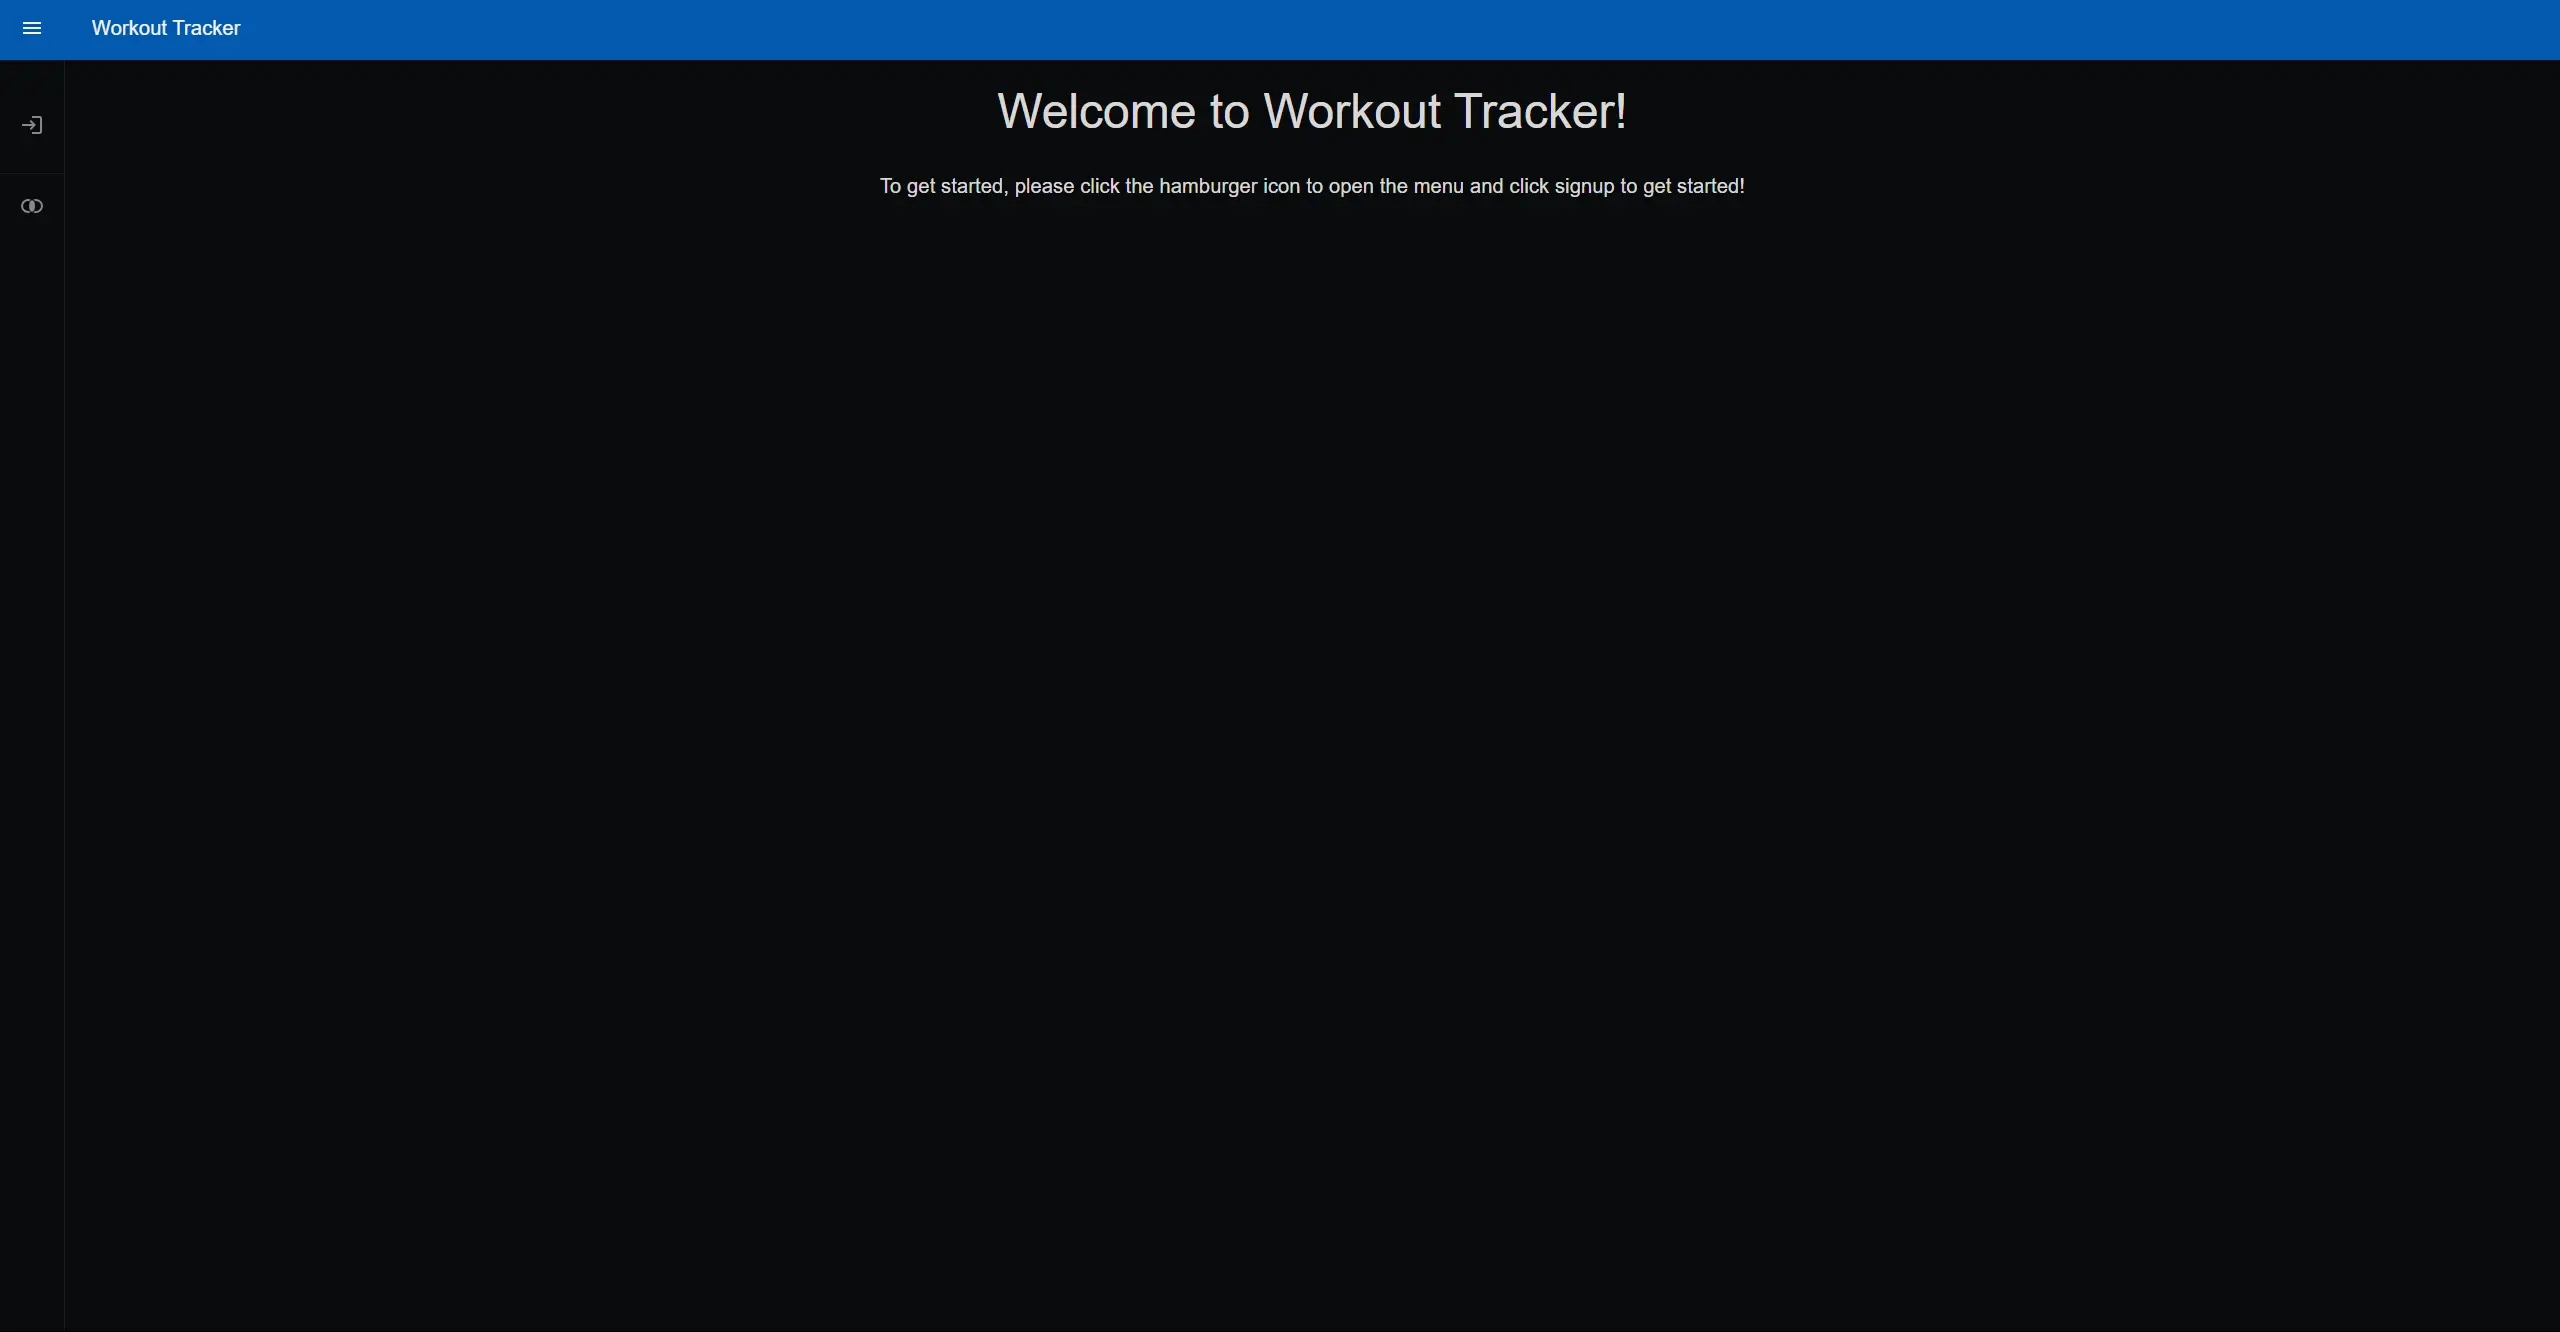 Workout Tracker
Welcome to Workout Tracker!
To get started, please click the hamburger icon to open the menu and click signup to get started!